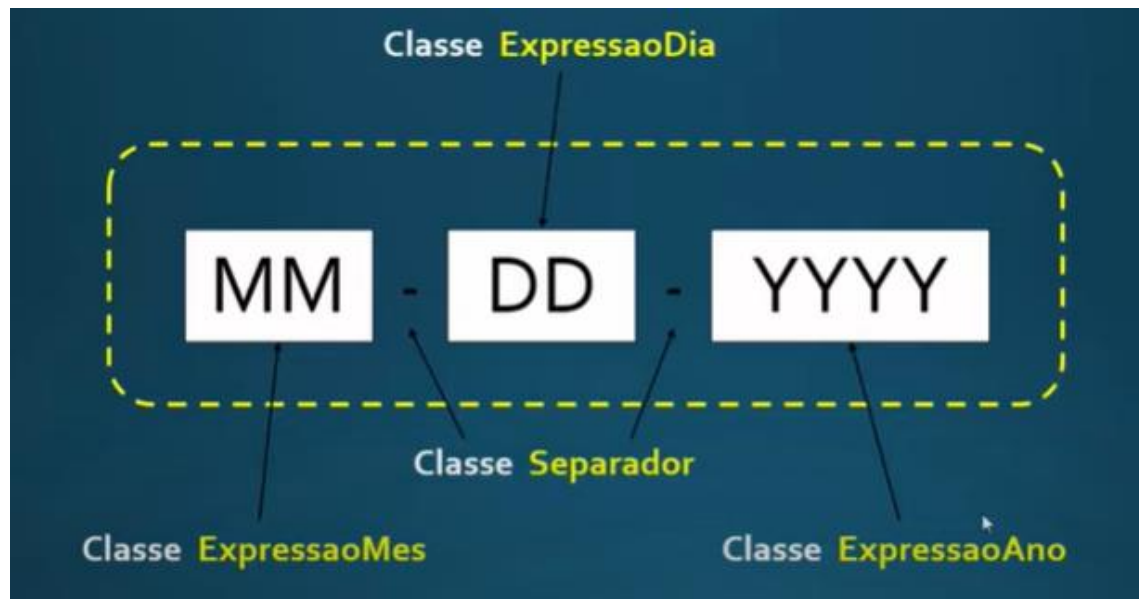 Classe ExpressaoDia
MM - DD - YYYY
Classe Separador
Classe ExpressaoMes
Classe ExpressaoAno